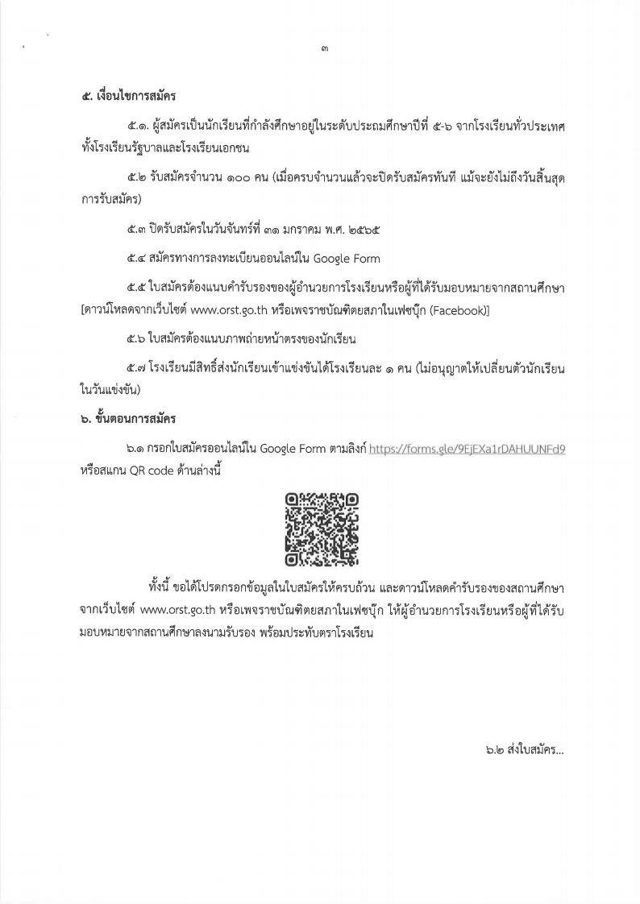 ๓
๕. เงื่อนไขการสมัคร
๕.๑. ผู้สมัครเป็นนักเรียนที่กำลังศึกษาอยู่ในระดับประถมศึกษาปีที่ ๕-๖ จากโรงเรียนทั่วประเทศ
ทั้งโรงเรียนรัฐบาลและโรงเรียนเอกชน
๕.๒ รับสมัครจำนวน ๑๐๐ คน (เมื่อครบจำนวนแล้วจะปิดรับสมัครทันที แม้จะยังไม่ถึงวันสิ้นสุด
การรับสมัคร)
๕.๓ ปิดรับสมัครในวันจันทร์ที่ ๓๑ มกราคม พ.ศ. ๒๕๖๕
๕.๔ สมัครทางการลงทะเบียนออนไลน์ใน Google Form
๕.๕ ใบสมัครต้องแนบคำรับรองของผู้อำนวยการโรงเรียนหรือผู้ที่ได้รับมอบหมายจากสถานศึกษา
[ดาวน์โหลดจากเว็บไซต์ www.orst.go.th หรือเพจราชบัณฑิตยสภาในเฟซบุ๊ก (Facebook)]
๕.๖ ใบสมัครต้องแนบภาพถ่ายหน้าตรงของนักเรียน
๕.๗ โรงเรียนมีสิทธิ์ส่งนักเรียนเข้าแข่งขันได้โรงเรียนละ ๑ คน (ไม่อนุญาตให้เปลี่ยนตัวนักเรียน
ในวันแข่งขัน)
๖. ขั้นตอนการสมัคร
๖.๑ กรอกใบสมัครออนไลน์ใน Google Form ตามลิงก์ https://forms.gle/9EjEXa1rDAHUUNFd9
หรือสแกน QR code ด้านล่างนี้
ทั้งนี้ ขอได้โปรดกรอกข้อมูลในใบสมัครให้ครบถ้วน และดาวน์โหลดคำรับรองของสถานศึกษา
จากเว็บไซต์ www.orst.go.th หรือเพจราชบัณฑิตยสภาในเฟซบุ๊ก ให้ผู้อำนวยการโรงเรียนหรือผู้ที่ได้รับ
มอบหมายจากสถานศึกษาลงนามรับรอง พร้อมประทับตราโรงเรียน
๖.๒ ส่งใบสมัคร...